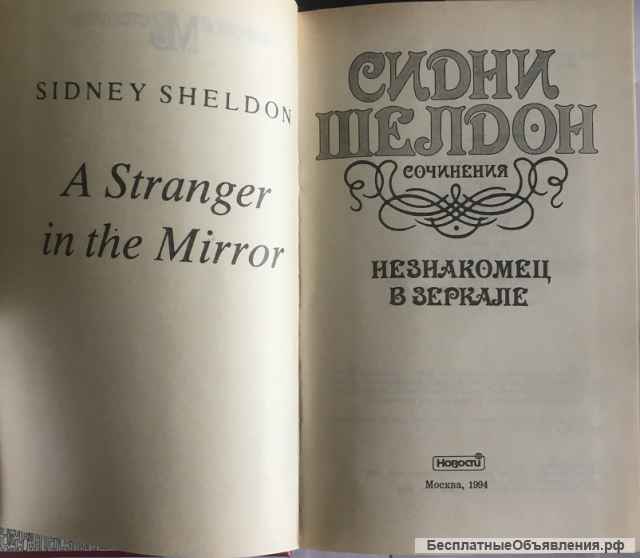 SIDNEY SHELDON
A Stranger
in the Mirror
СИДНИ
ШЕЛДОН
СОЧИНЕНИЯ
НЕЗНАКОМЕЦ
В ЗЕРКАЛЕ
Новости
Москва, 1994
БесплатныеОбъявления.рф